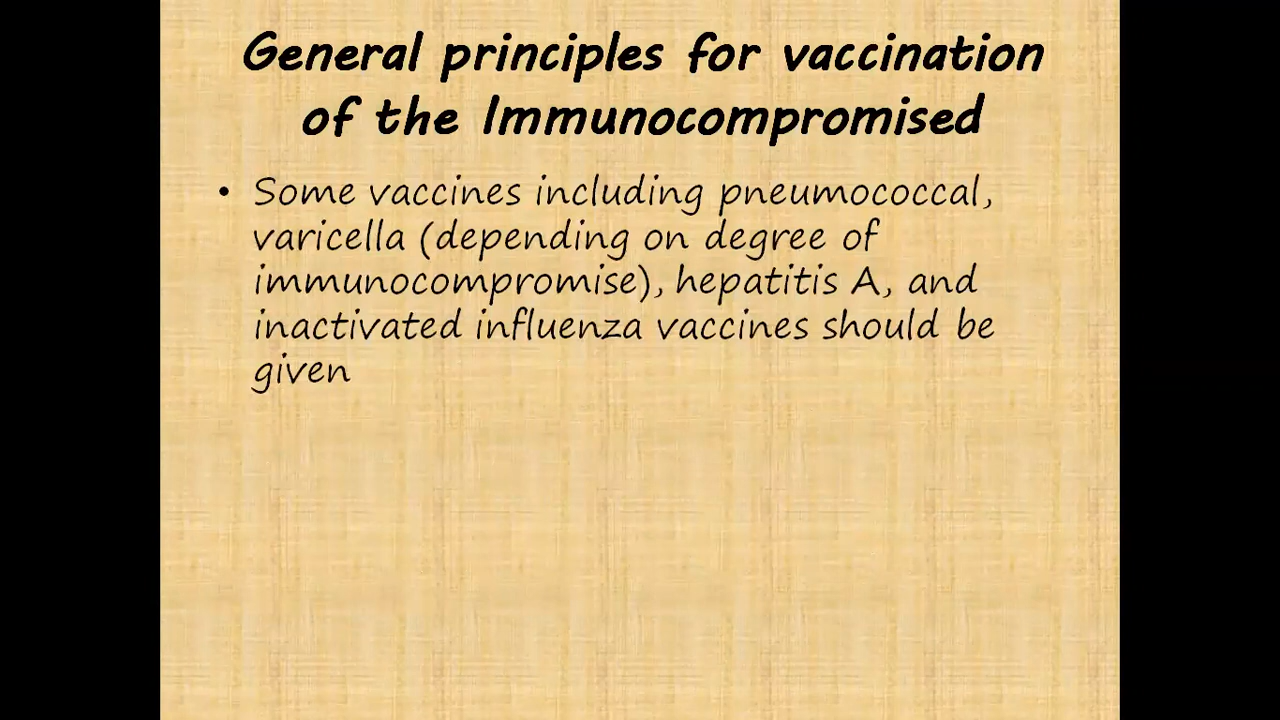 General principles for vaccination
of the Immunocompromised
• Some vaccines including pneumococcal,
varicella (depending on degree of
immunocompromise), hepatitis A, and
inactivated influenza vaccines should be
given